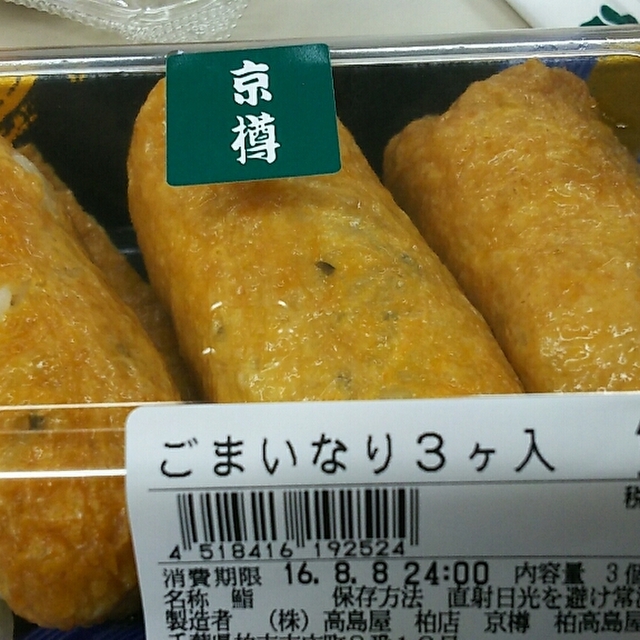 京樽
ごまいなり3ヶ入
税
4 518416 192524
消費期限 16. 8. 8 24:00 内容量 3個
名称 鮨 保存方法 直射日光を避け常温
製造者 (株)高島屋 柏店 京樽 柏高島屋